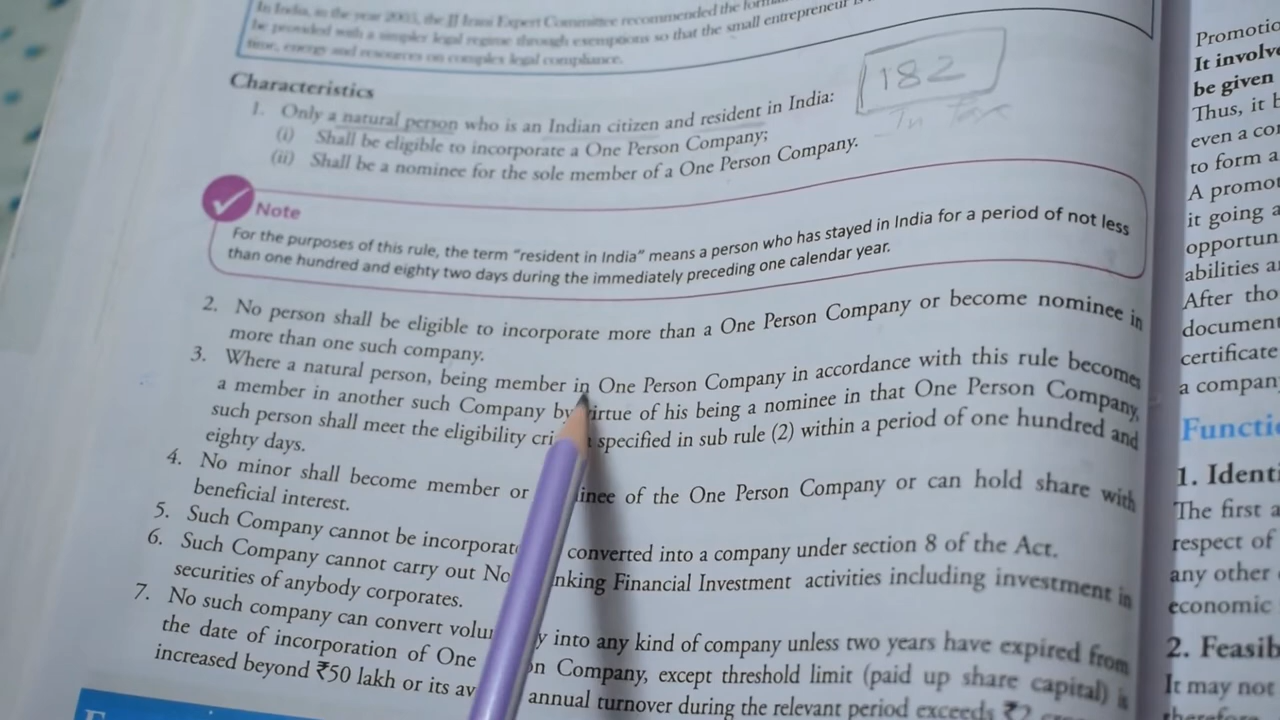 In India, in the year 2003, the JJ Irani Expert Committee recommended the
be provided with a simpler legal regime through exemptions so that the small entrepreneur
time, energy and resources on complex legal compliance.
Characteristics
1. Only a natural person who is an Indian citizen and resident in India:
182
In Tax
(i) Shall be eligible to incorporate a One Person Company;
(ii) Shall be a nominee for the sole member of a One Person Company.
Note
For the purposes of this rule, the term "resident in India" means a person who has stayed in India for a period of not less
than one hundred and eighty two days during the immediately preceding one calendar year.
2. No person shall be eligible to incorporate more than a One Person Company or become nominee in
more than one such company.
3. Where a natural person, being member in One Person Company in accordance with this rule becomes
a member in another such Company by virtue of his being a nominee in that One Person Company,
such person shall meet the eligibility cri specified in sub rule (2) within a period of one hundred and
eighty days.
4. No minor shall become member or inee of the One Person Company or can hold share with
beneficial interest.
5. Such Company cannot be incorporat converted into a company under section 8 of the Act.
6. Such Company cannot carry out No nking Financial Investment activities including investment in
securities of anybody corporates.
7. No such company can convert volu y into any kind of company unless two years have expired from
the date of incorporation of One on Company, except threshold limit (paid up share capital) is
increased beyond ₹50 lakh or its av annual turnover during the relevant period exceeds ₹2
Promotio
It involve
be given
Thus, it b
even a co
to form a
A promot
it going a
opportun
abilities a
After tho
document
certificate
a company
Functio
1. Identi
The first a
respect of
any other
economic
2. Feasib
It may not
therefore